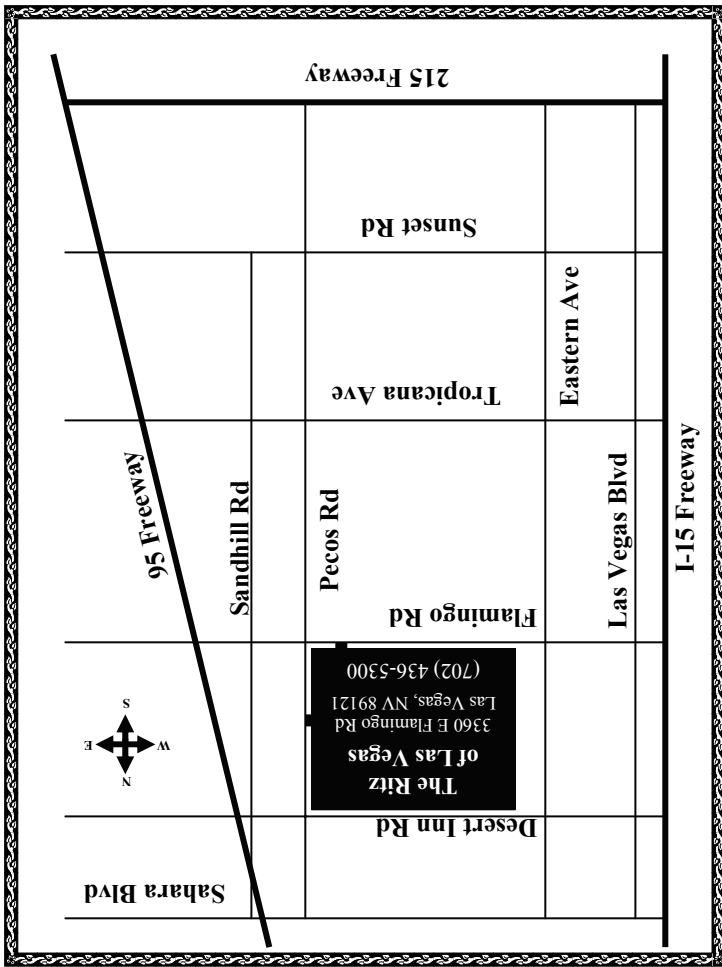 Sahara Blvd
Desert Inn Rd
The Ritz
of Las Vegas
3360 E Flamingo Rd
Las Vegas, NV 89121
(702) 436-5300
N
W
E
S
Flamingo Rd
Las Vegas Blvd
I-15 Freeway
Pecos Rd
Sandhill Rd
95 Freeway
Tropicana Ave
Eastern Ave
Sunset Rd
215 Freeway